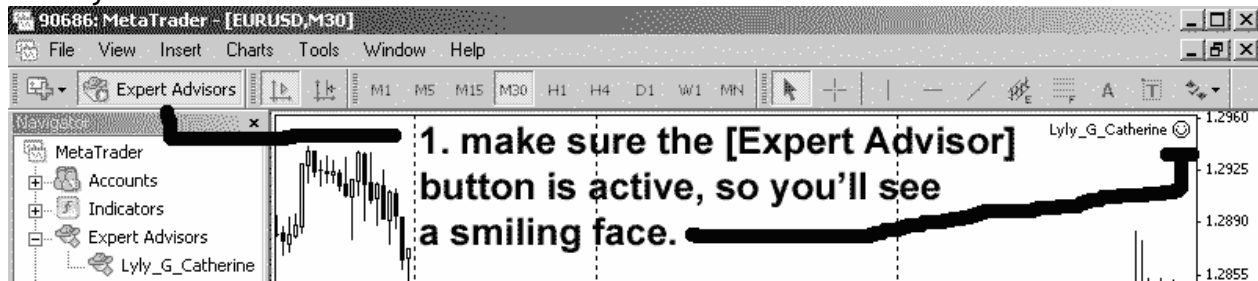 90686: MetaTrader - [EURUSD,M30]
File View Insert Charts Tools Window Help
Expert Advisors M1 M5 M15 M30 H1 H4 D1 W1 MN E F A T
Navigator
MetaTrader
Accounts
Indicators
Expert Advisors
Lyly_G_Catherine
1. make sure the [Expert Advisor]
button is active, so you'll see
a smiling face.
Lyly_G_Catherine
1.2960
1.2925
1.2890
1.2855